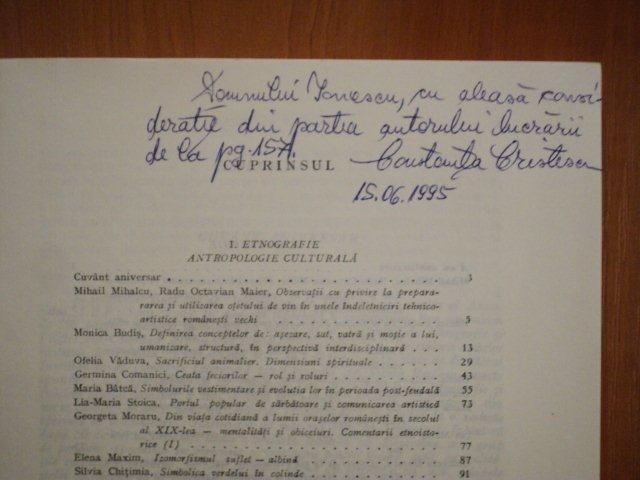 Domnului Ionescu, cu aleasă consi-
derație din partea autorului lucrării
de la pg. 157.
Constanța Cristescu
CUPRINSUL
15.06.1995
I. ETNOGRAFIE
ANTROPOLOGIE CULTURALĂ
Cuvânt aniversar . . . . . . . . . . . . . . . . . . . . 3
Mihail Mihalcu, Radu Octavian Maier, Observații cu privire la prepara-
rarea și utilizarea oțetului de vin în unele îndeletniciri tehnico-
artistice românești vechi . . . . . . . . . . . . . 5
Monica Budiș, Definirea conceptelor de: așezare, sat, vatră și moșie a lui,
umanizare, structură, în perspectivă interdisciplinară . . . 13
Ofelia Văduva, Sacrificiul animalier. Dimensiuni spirituale . . . . 29
Germina Comanici, Ceata feciorilor — rol și roluri . . . . . . . 43
Maria Bâtcă, Simbolurile vestimentare și evoluția lor în perioada post-feudală 55
Lia-Maria Stoica, Portul popular de sărbătoare și comunicarea artistică 73
Georgeta Moraru, Din viața cotidiană a lumii orașelor românești în secolul
al XIX-lea — mentalități și obiceiuri. Comentarii etnoisto-
rice (I) . . . . . . . . . . . . . . . . . . . . 77
Elena Maxim, Izomorfismul suflet — albină . . . . . . . . . . 87
Silvia Chițimia, Simbolica verdelui în colinde . . . . . . . . . 91